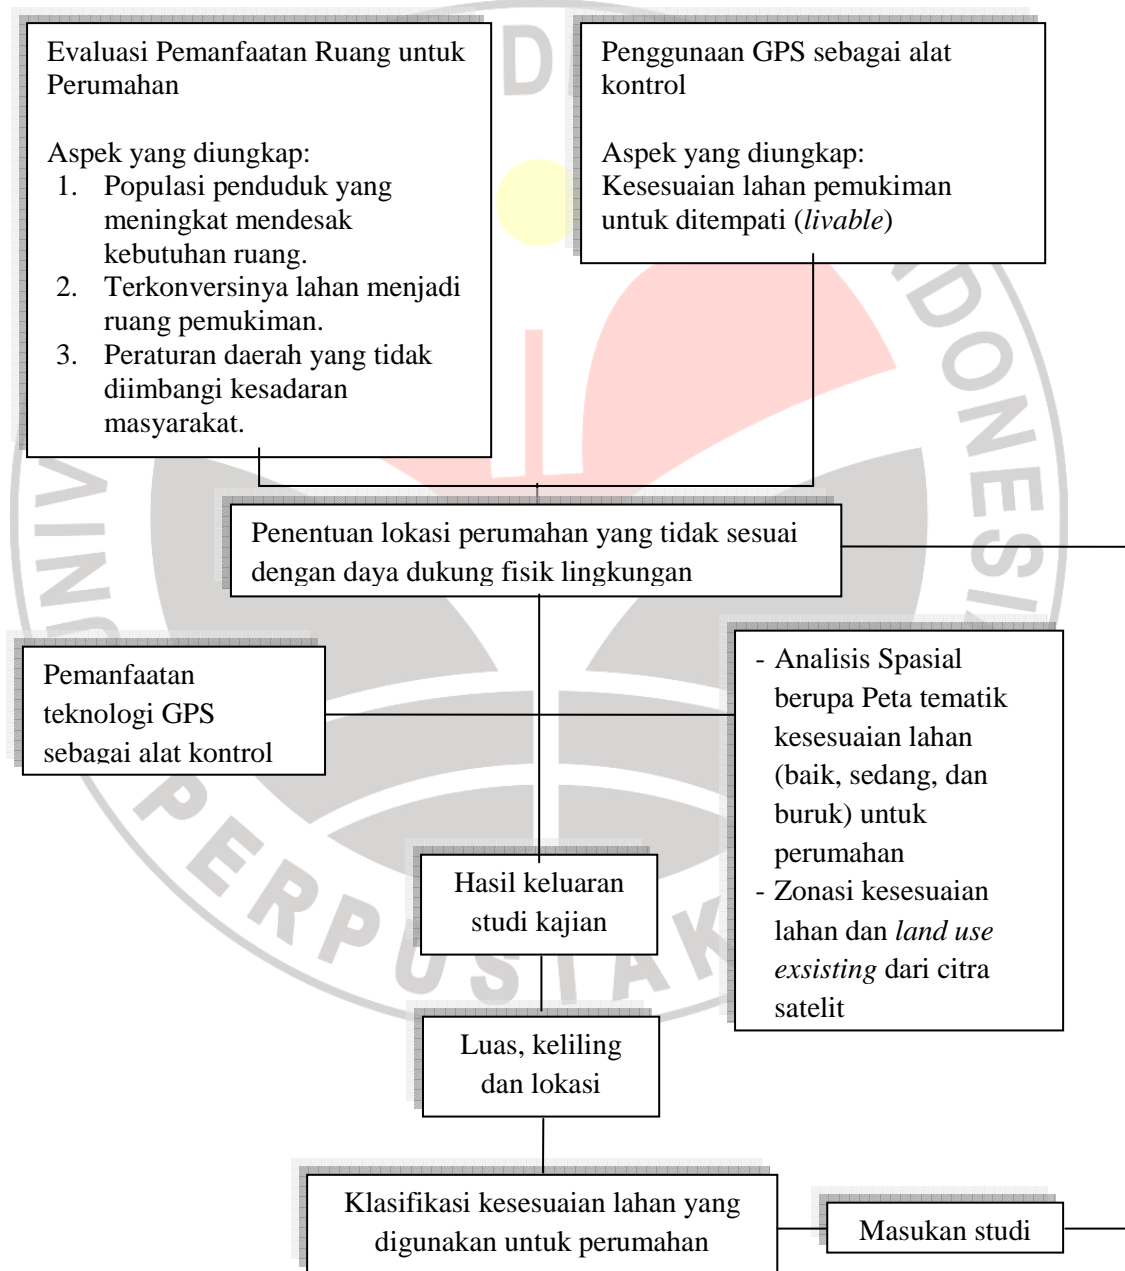 Evaluasi Pemanfaatan Ruang untuk
Perumahan
Aspek yang diungkap:
1. Populasi penduduk yang
meningkat mendesak
kebutuhan ruang.
2. Terkonversinya lahan menjadi
ruang pemukiman.
3. Peraturan daerah yang tidak
diimbangi kesadaran
masyarakat.
Penggunaan GPS sebagai alat
kontrol
Aspek yang diungkap:
Kesesuaian lahan pemukiman
untuk ditempati (livable)
Penentuan lokasi perumahan yang tidak sesuai
dengan daya dukung fisik lingkungan
Pemanfaatan
teknologi GPS
sebagai alat kontrol
- Analisis Spasial
berupa Peta tematik
kesesuaian lahan
(baik, sedang, dan
buruk) untuk
perumahan
- Zonasi kesesuaian
lahan dan land use
exsisting dari citra
satelit
Hasil keluaran
studi kajian
Luas, keliling
dan lokasi
Klasifikasi kesesuaian lahan yang
digunakan untuk perumahan
Masukan studi